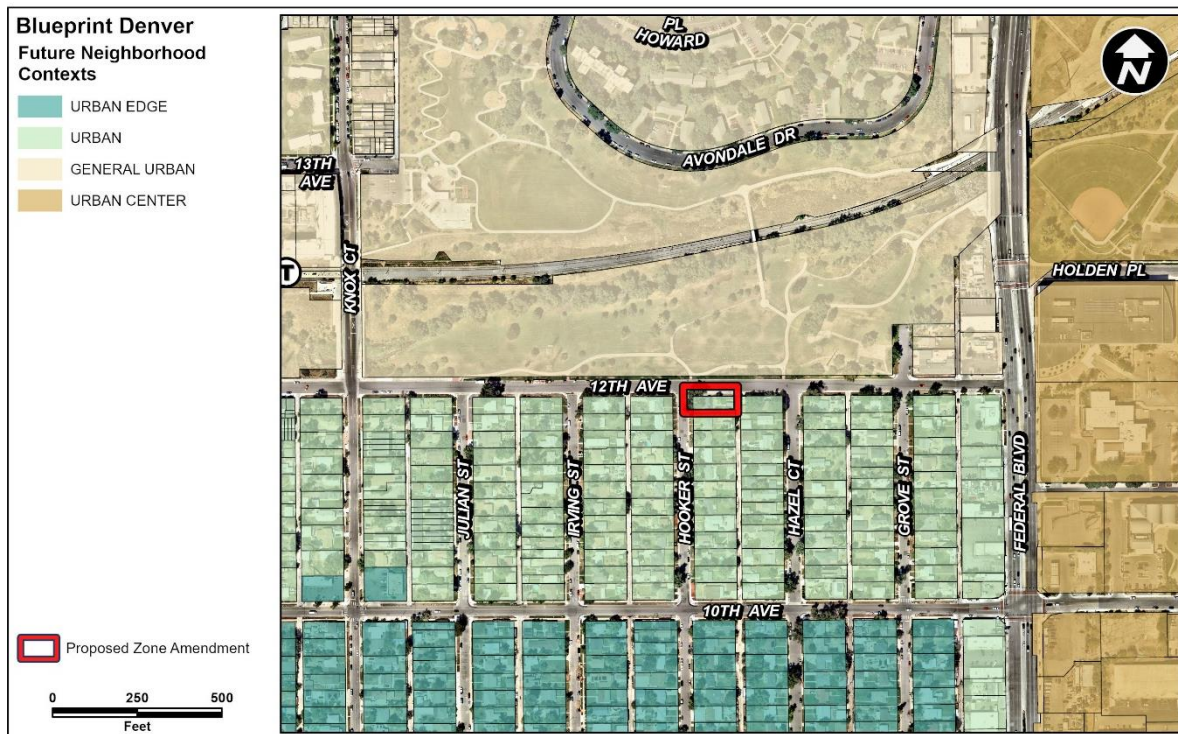 Blueprint Denver
Future Neighborhood
Contexts
URBAN EDGE
URBAN
GENERAL URBAN
URBAN CENTER
Proposed Zone Amendment
0 250 500
Feet
N
PL
HOWARD
AVONDALE DR
13TH
AVE
KNOX CT
T
HOLDEN PL
12TH AVE
JULIAN ST
IRVING ST
HOOKER ST
HAZEL CT
GROVE ST
FEDERAL BLVD
10TH AVE